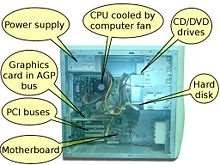 Power supply
CPU cooled by
computer fan
CD/DVD
drives
Graphics
card in AGP
bus
Hard
disk
PCI buses
Motherboard